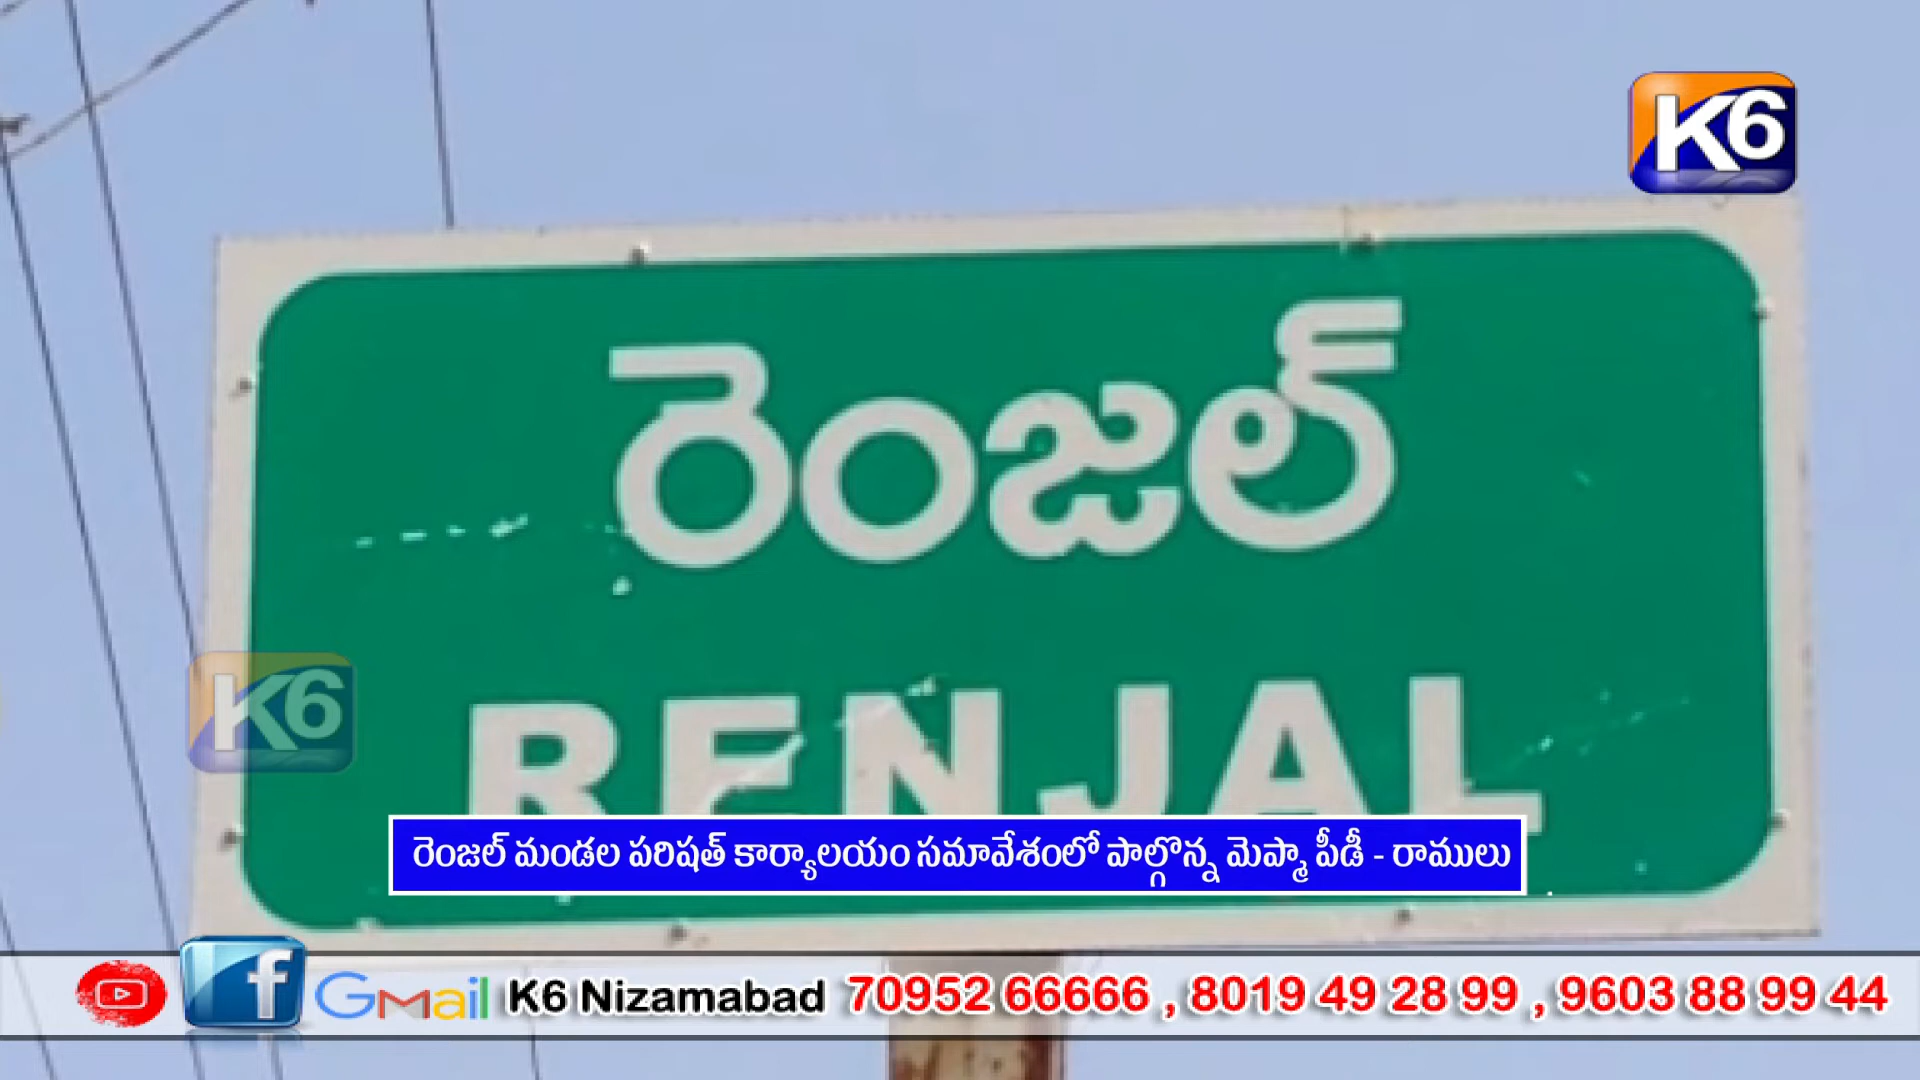 K6
రెంజల్
K6
RENJAL
రెంజల్ మండల పరిషత్ కార్యాలయం సమావేశంలో పాల్గొన్న మెప్మా పీడీ - రాములు
f Gmail K6 Nizamabad 70952 66666 , 8019 49 28 99 , 9603 88 99 44